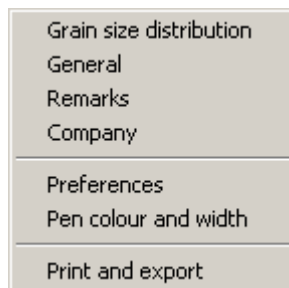 Grain size distribution
General
Remarks
Company
Preferences
Pen colour and width
Print and export